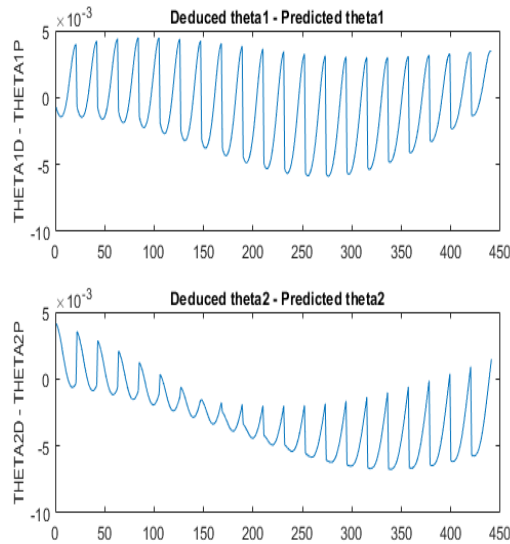 Deduced theta1 - Predicted theta1
×10^-3
5
0
-5
-10
THETA1D - THETA1P
0 50 100 150 200 250 300 350 400 450
Deduced theta2 - Predicted theta2
×10^-3
5
0
-5
-10
THETA2D - THETA2P
0 50 100 150 200 250 300 350 400 450